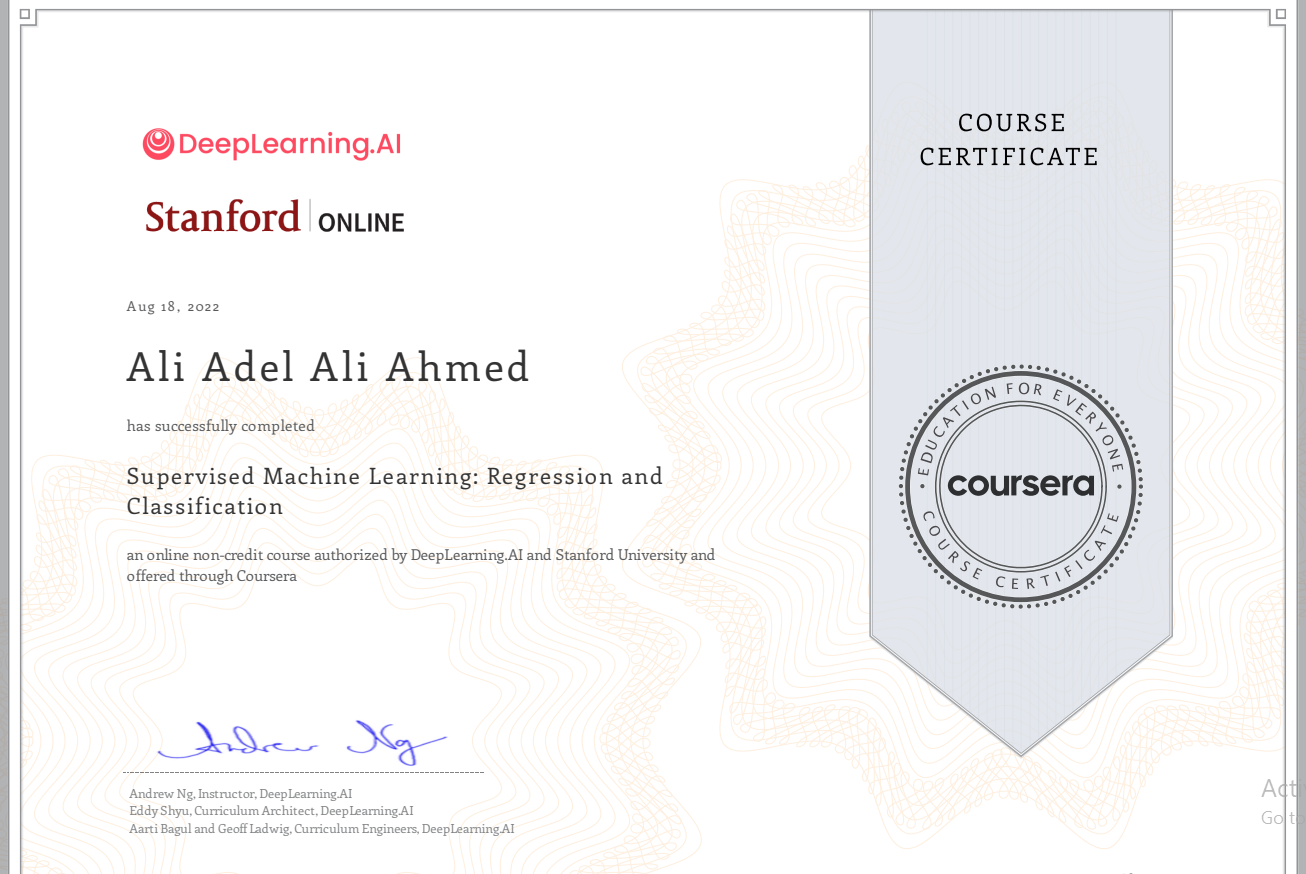 DeepLearning.AI
Stanford ONLINE
Aug 18, 2022
Ali Adel Ali Ahmed
has successfully completed
Supervised Machine Learning: Regression and
Classification
an online non-credit course authorized by DeepLearning.AI and Stanford University and
offered through Coursera
Andrew Ng
Andrew Ng, Instructor, DeepLearning.AI
Eddy Shyu, Curriculum Architect, DeepLearning.AI
Aarti Bagul and Geoff Ladwig, Curriculum Engineers, DeepLearning.AI
COURSE
CERTIFICATE
EDUCATION FOR EVERYONE
coursera
COURSE CERTIFICATE
Go to